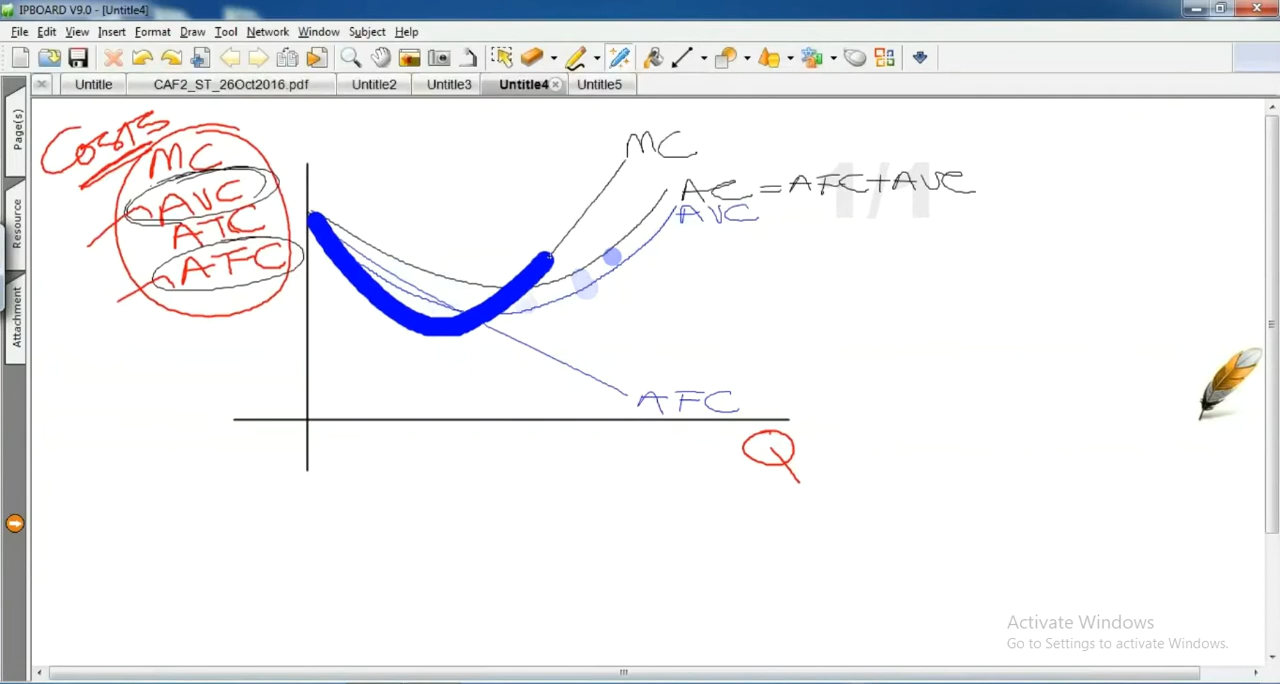 IPBOARD V9.0 - [Untitle4]
File Edit View Insert Format Draw Tool Network Window Subject Help
Untitle CAF2_ST_26Oct2016.pdf Untitle2 Untitle3 Untitle4 Untitle5
Page(s)
Resource
Attachment
Costs
MC
AVC
ATC
AFC
MC
AC = AFC+AVC
AVC
1/1
AFC
Q
Activate Windows
Go to Settings to activate Windows.